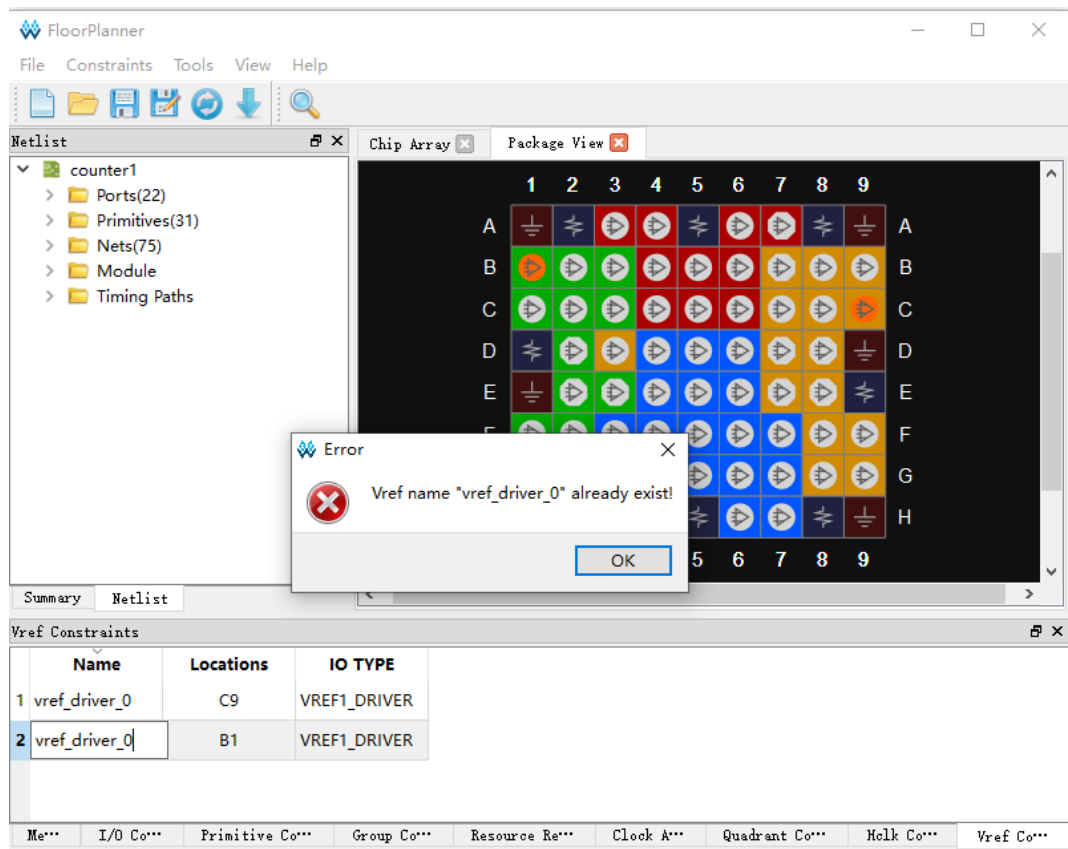 FloorPlanner
File Constraints Tools View Help
Netlist
Chip Array Package View
counter1
Ports(22)
Primitives(31)
Nets(75)
Module
Timing Paths
1 2 3 4 5 6 7 8 9
A A
B B
C C
D D
E E
F
G
H
5 6 7 8 9
Error
Vref name "vref_driver_0" already exist!
OK
Summary Netlist
Vref Constraints
Name Locations IO TYPE
1 vref_driver_0 C9 VREF1_DRIVER
2 vref_driver_0 B1 VREF1_DRIVER
Me··· I/O Co··· Primitive Co··· Group Co··· Resource Re··· Clock A··· Quadrant Co··· Hclk Co··· Vref Co···